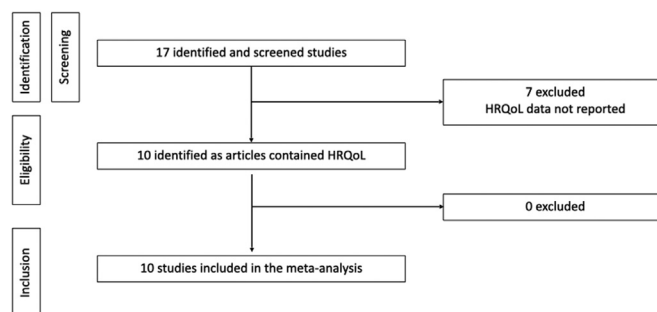 Identification
Screening
17 identified and screened studies
7 excluded
HRQoL data not reported
Eligibility
10 identified as articles contained HRQoL
0 excluded
Inclusion
10 studies included in the meta-analysis